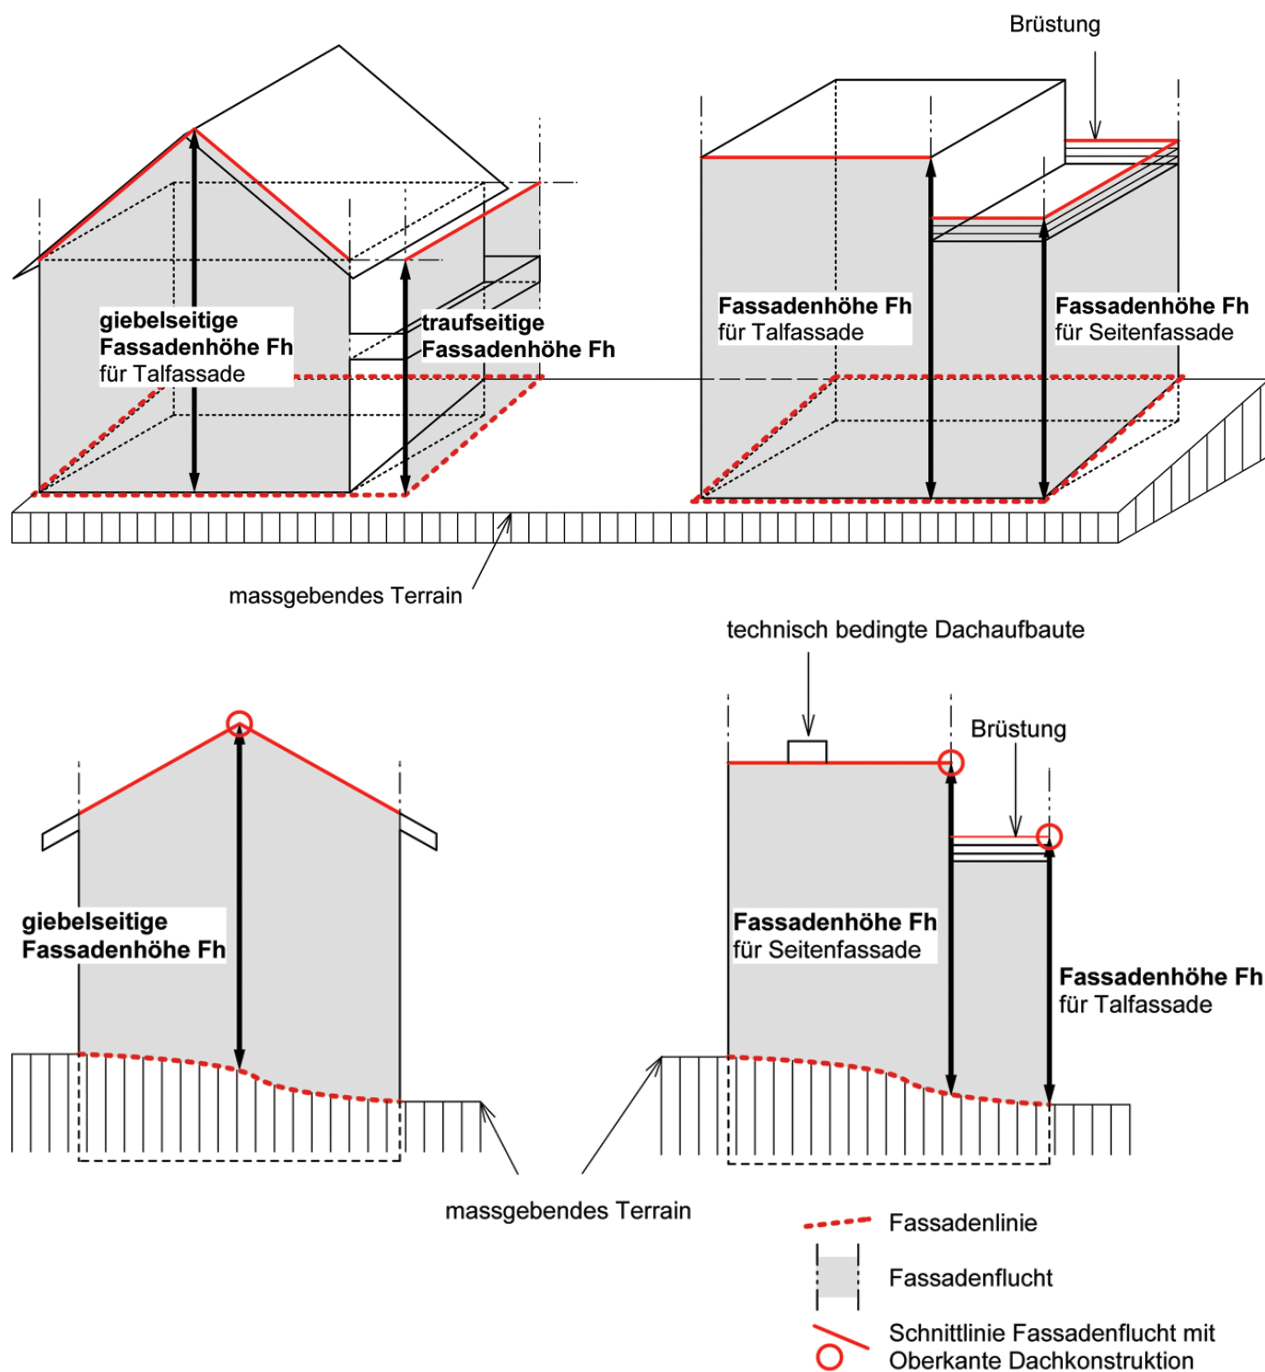 Brüstung
giebelseitige
Fassadenhöhe Fh
für Talfassade
traufseitige
Fassadenhöhe Fh
Fassadenhöhe Fh
für Talfassade
Fassadenhöhe Fh
für Seitenfassade
massgebendes Terrain
technisch bedingte Dachaufbaute
Brüstung
giebelseitige
Fassadenhöhe Fh
Fassadenhöhe Fh
für Seitenfassade
Fassadenhöhe Fh
für Talfassade
massgebendes Terrain
Fassadenlinie
Fassadenflucht
Schnittlinie Fassadenflucht mit
Oberkante Dachkonstruktion